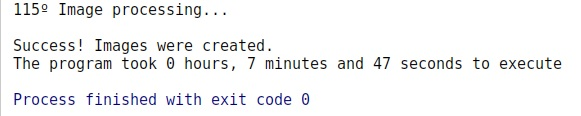 115º Image processing...
Success! Images were created.
The program took 0 hours, 7 minutes and 47 seconds to execute
Process finished with exit code 0